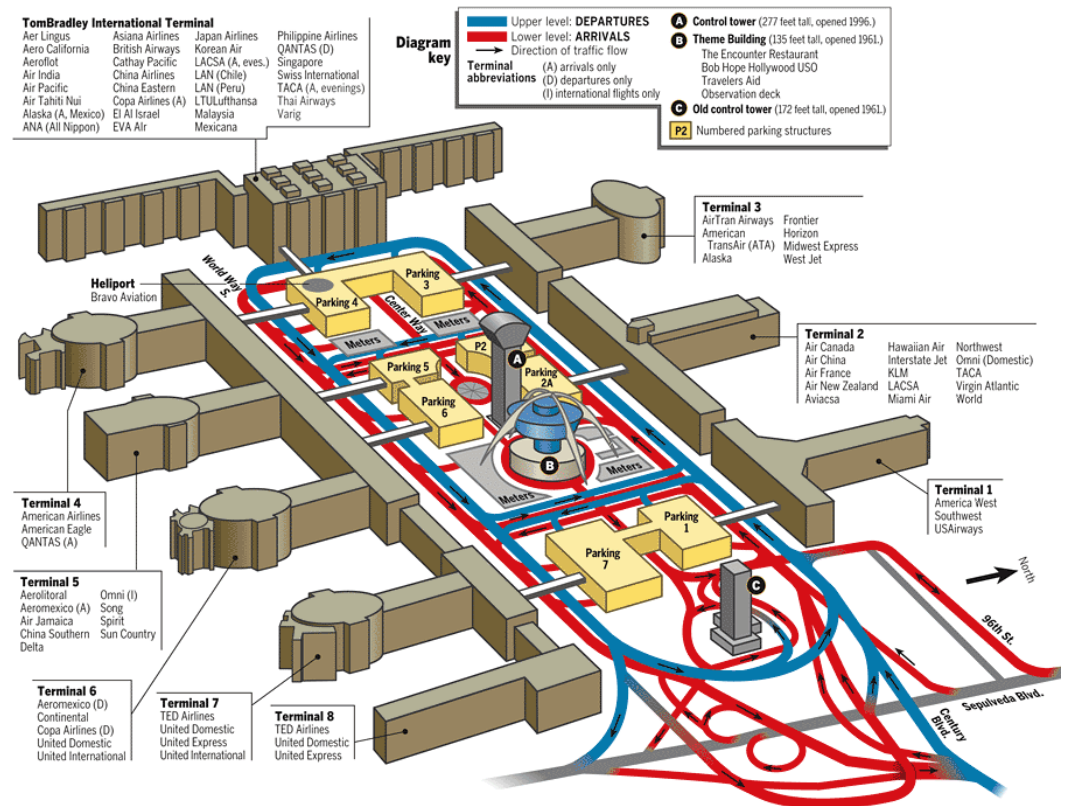 TomBradley International Terminal
Aer Lingus
Aero California
Aeroflot
Air India
Air Pacific
Air Tahiti Nui
Alaska (A, Mexico)
ANA (All Nippon)
Asiana Airlines
British Airways
Cathay Pacific
China Airlines
China Eastern
Copa Airlines (A)
El Al Israel
EVA AIr
Japan Airlines
Korean Air
LACSA (A, eves.)
LAN (Chile)
LAN (Peru)
LTULufthansa
Malaysia
Mexicana
Philippine Airlines
QANTAS (D)
Singapore
Swiss International
TACA (A, evenings)
Thai Airways
Varig
Diagram key
Upper level: DEPARTURES
Lower level: ARRIVALS
Direction of traffic flow
Terminal abbreviations
(A) arrivals only
(D) departures only
(I) international flights only
A Control tower (277 feet tall, opened 1996.)
B Theme Building (135 feet tall, opened 1961.)
The Encounter Restaurant
Bob Hope Hollywood USO
Travelers Aid
Observation deck
C Old control tower (172 feet tall, opened 1961.)
P2 Numbered parking structures
Terminal 3
AirTran Airways
American
TransAir (ATA)
Alaska
Frontier
Horizon
Midwest Express
West Jet
Heliport
Bravo Aviation
World Way S.
Parking 3
Parking 4
Center Way
Meters
Meters
P2
A
Parking 5
Parking 2A
Parking 6
B
Meters
Meters
Terminal 2
Air Canada
Air China
Air France
Air New Zealand
Aviacsa
Hawaiian Air
Interstate Jet
KLM
LACSA
Miami Air
Northwest
Omni (Domestic)
TACA
Virgin Atlantic
World
Terminal 1
America West
Southwest
USAirways
Parking 1
Parking 7
C
North
96th St.
Sepulveda Blvd.
Century Blvd.
Terminal 4
American Airlines
American Eagle
QANTAS (A)
Terminal 5
Aerolitoral
Aeromexico (A)
Air Jamaica
China Southern
Delta
Omni (I)
Song
Spirit
Sun Country
Terminal 6
Aeromexico (D)
Continental
Copa Airlines (D)
United Domestic
United International
Terminal 7
TED Airlines
United Domestic
United Express
United International
Terminal 8
TED Airlines
United Domestic
United Express